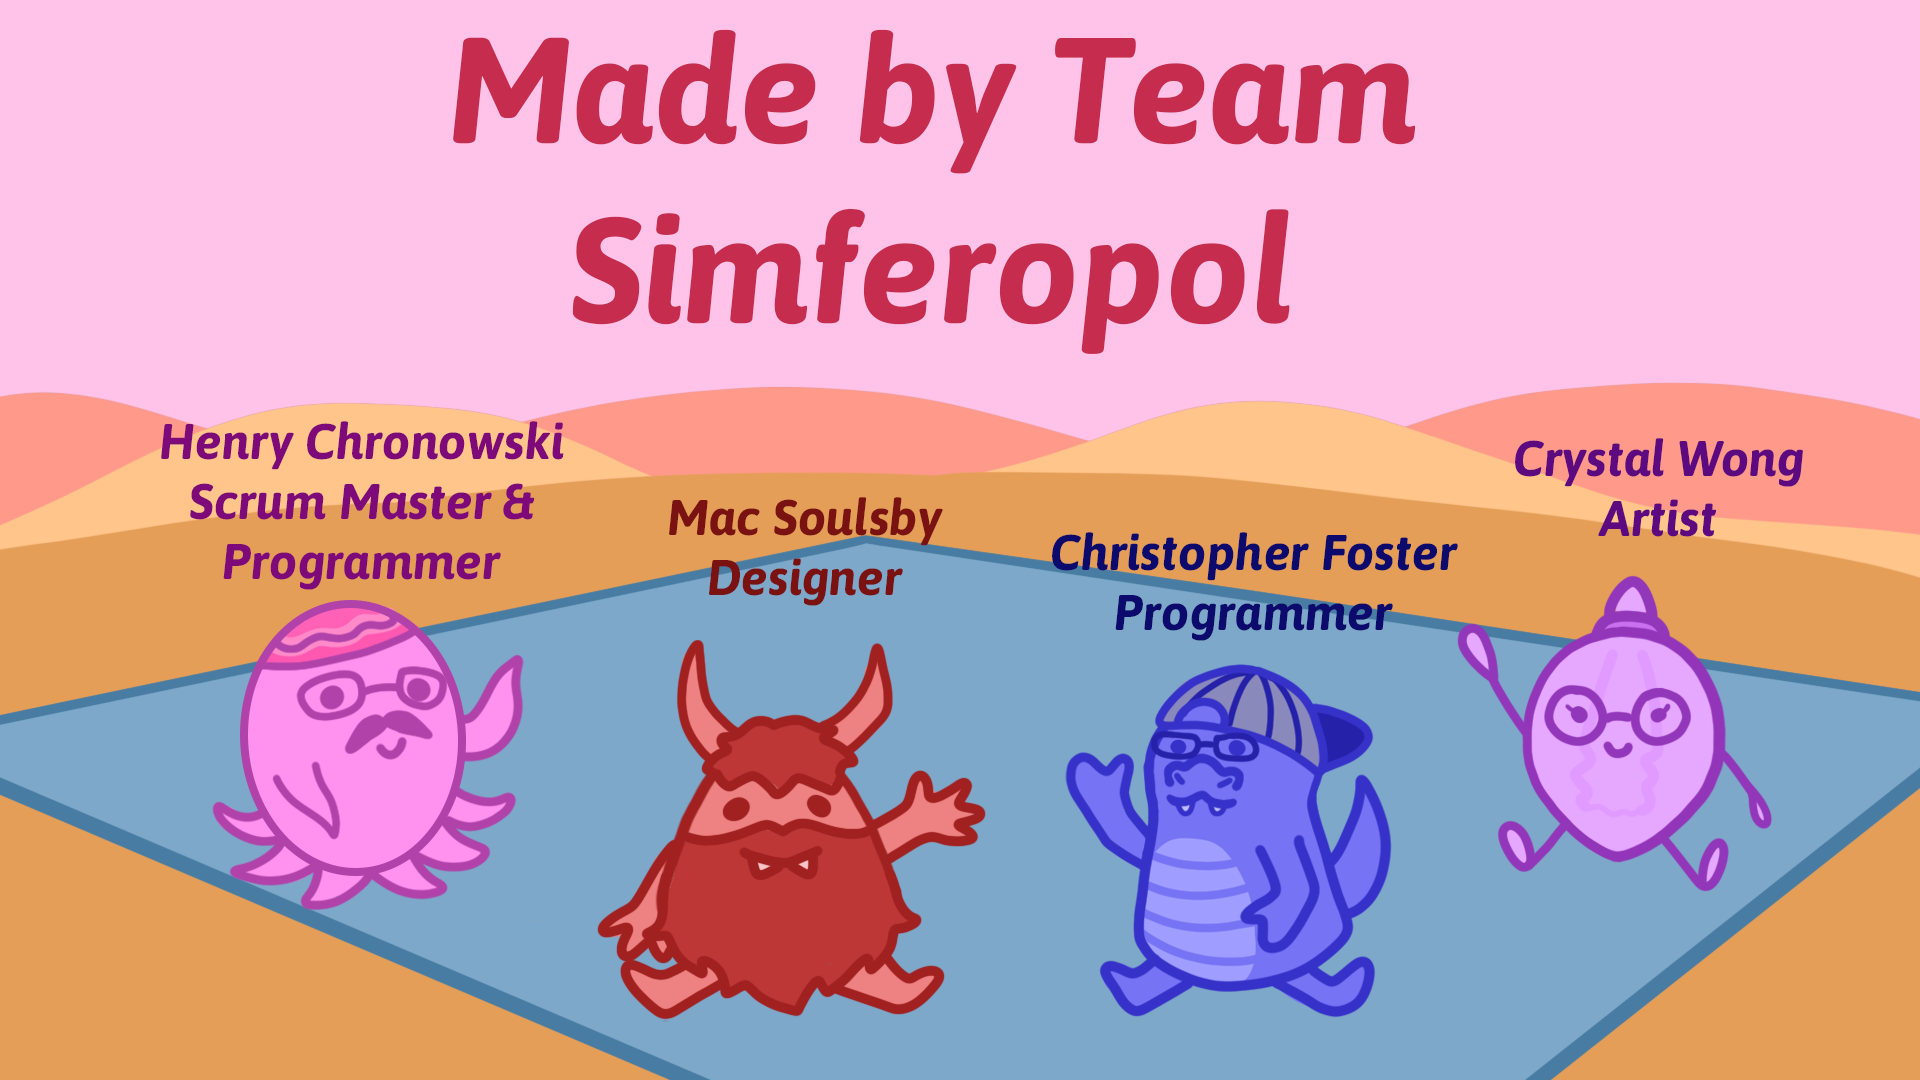 Made by Team
Simferopol
Henry Chronowski
Scrum Master &
Programmer
Mac Soulsby
Designer
Christopher Foster
Programmer
Crystal Wong
Artist